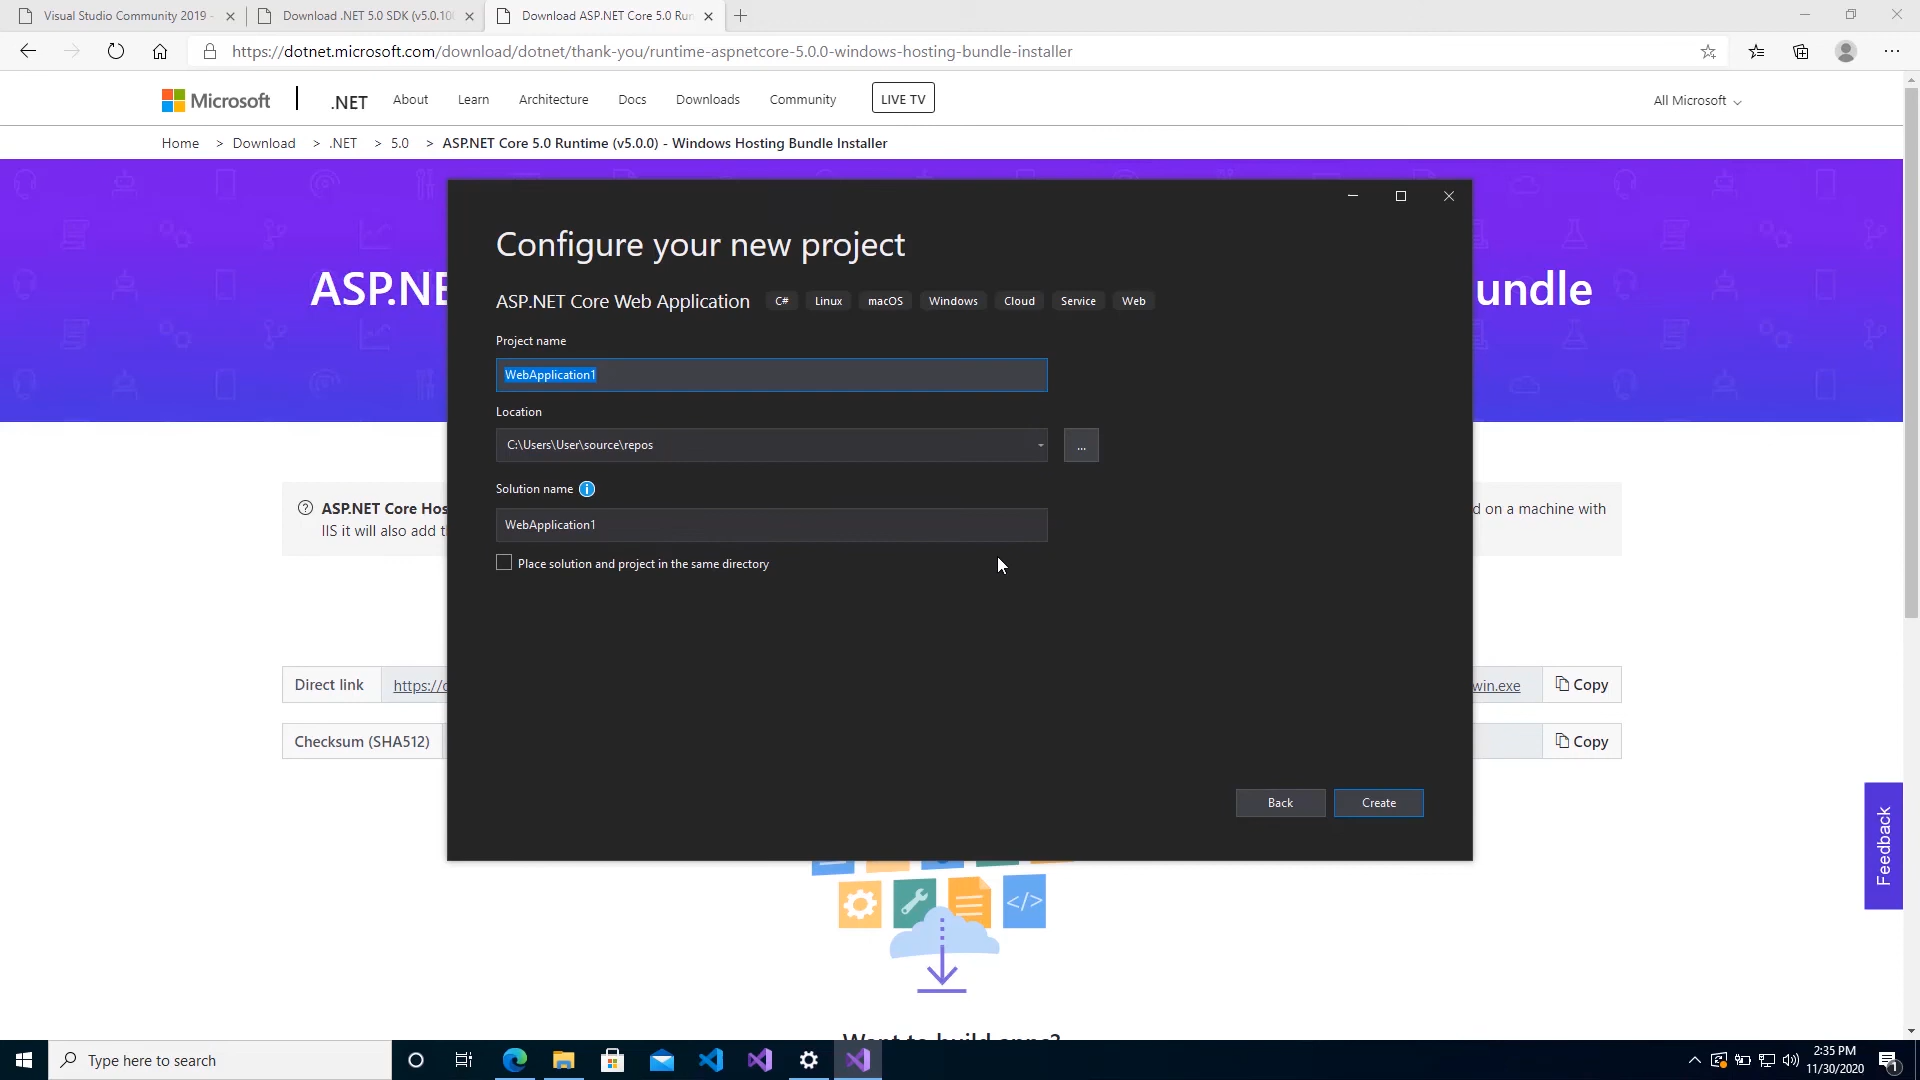 Visual Studio Community 2019 -
Download .NET 5.0 SDK (v5.0.100
Download ASP.NET Core 5.0 Run
https://dotnet.microsoft.com/download/dotnet/thank-you/runtime-aspnetcore-5.0.0-windows-hosting-bundle-installer
Microsoft
.NET
About
Learn
Architecture
Docs
Downloads
Community
LIVE TV
All Microsoft
Home > Download > .NET > 5.0 > ASP.NET Core 5.0 Runtime (v5.0.0) - Windows Hosting Bundle Installer
ASP.NE
undle
Configure your new project
ASP.NET Core Web Application C# Linux macOS Windows Cloud Service Web
Project name
WebApplication1
Location
C:\Users\User\source\repos
...
Solution name
WebApplication1
Place solution and project in the same directory
Back
Create
ASP.NET Core Hos
d on a machine with
IIS it will also add t
Direct link
https://
win.exe
Copy
Checksum (SHA512)
Copy
Feedback
</>
Type here to search
2:35 PM
11/30/2020
1